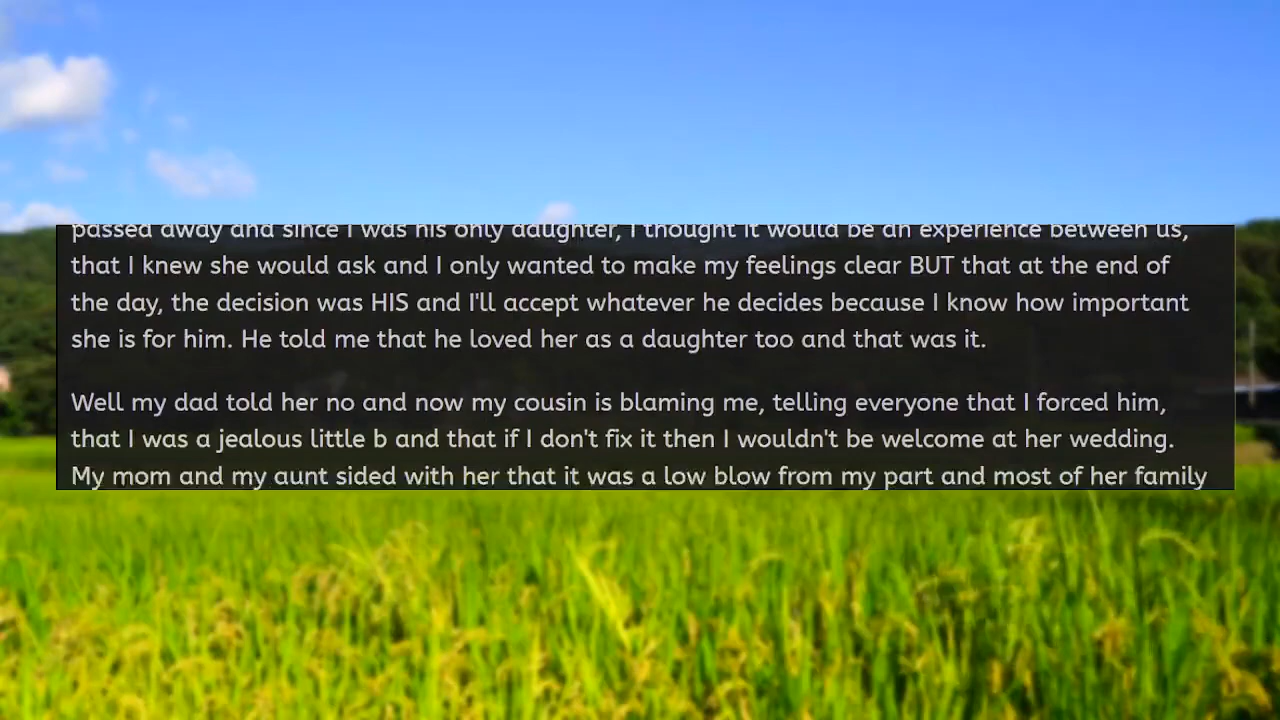 passed away and since I was his only daughter, I thought it would be an experience between us,
that I knew she would ask and I only wanted to make my feelings clear BUT that at the end of
the day, the decision was HIS and I'll accept whatever he decides because I know how important
she is for him. He told me that he loved her as a daughter too and that was it.
Well my dad told her no and now my cousin is blaming me, telling everyone that I forced him,
that I was a jealous little b and that if I don't fix it then I wouldn't be welcome at her wedding.
My mom and my aunt sided with her that it was a low blow from my part and most of her family